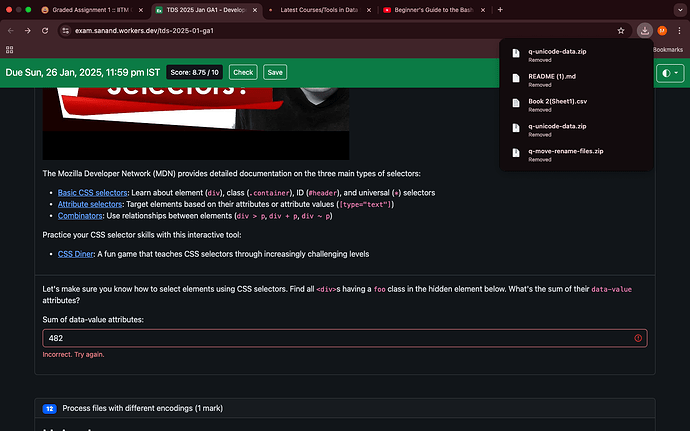 Graded Assignment 1 :: IITM
TDS 2025 Jan GA1 - Develo
Latest Courses/Tools in Data
Beginner's Guide to the Bash
exam.sanand.workers.dev/tds-2025-01-ga1
Bookmarks
q-unicode-data.zip
Removed
README (1).md
Removed
Book 2(Sheet1).csv
Removed
q-unicode-data.zip
Removed
q-move-rename-files.zip
Removed
Due Sun, 26 Jan, 2025, 11:59 pm IST
Score: 8.75 / 10
Check
Save
The Mozilla Developer Network (MDN) provides detailed documentation on the three main types of selectors:
• Basic CSS selectors: Learn about element (div), class (.container), ID (#header), and universal (*) selectors
• Attribute selectors: Target elements based on their attributes or attribute values ([type="text"])
• Combinators: Use relationships between elements (div > p, div + p, div ~ p)
Practice your CSS selector skills with this interactive tool:
• CSS Diner: A fun game that teaches CSS selectors through increasingly challenging levels
Let's make sure you know how to select elements using CSS selectors. Find all <div>s having a foo class in the hidden element below. What's the sum of their data-value
attributes?
Sum of data-value attributes:
482
Incorrect. Try again.
12 Process files with different encodings (1 mark)